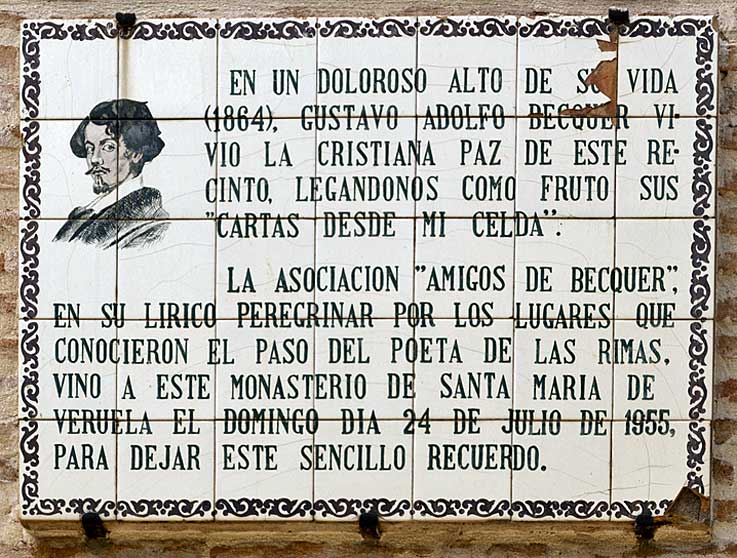 EN UN DOLOROSO ALTO DE SU VIDA
(1864), GUSTAVO ADOLFO BECQUER VI-
VIO LA CRISTIANA PAZ DE ESTE RE-
CINTO, LEGANDONOS COMO FRUTO SUS
"CARTAS DESDE MI CELDA".
LA ASOCIACION "AMIGOS DE BECQUER",
EN SU LIRICO PEREGRINAR POR LOS LUGARES QUE
CONOCIERON EL PASO DEL POETA DE LAS RIMAS,
VINO A ESTE MONASTERIO DE SANTA MARIA DE
VERUELA EL DOMINGO DIA 24 DE JULIO DE 1955,
PARA DEJAR ESTE SENCILLO RECUERDO.